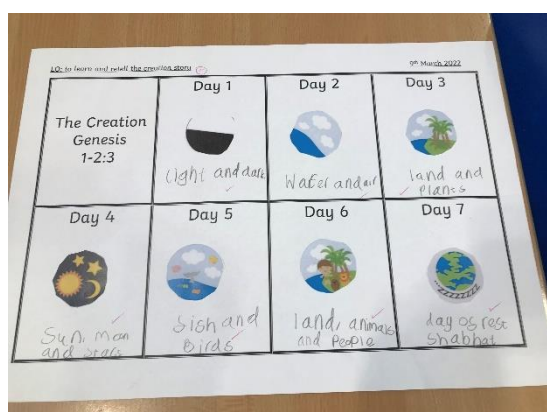 LO: to learn and retell the creation story
9th March 2022
The Creation
Genesis
1-2:3
Day 1
light and dark
Day 2
Water and air
Day 3
land and
Plants
Day 4
Sun, moon
and stars
Day 5
Sish and
Birds
Day 6
land, animals
and People
Day 7
day os rest
Shabhat